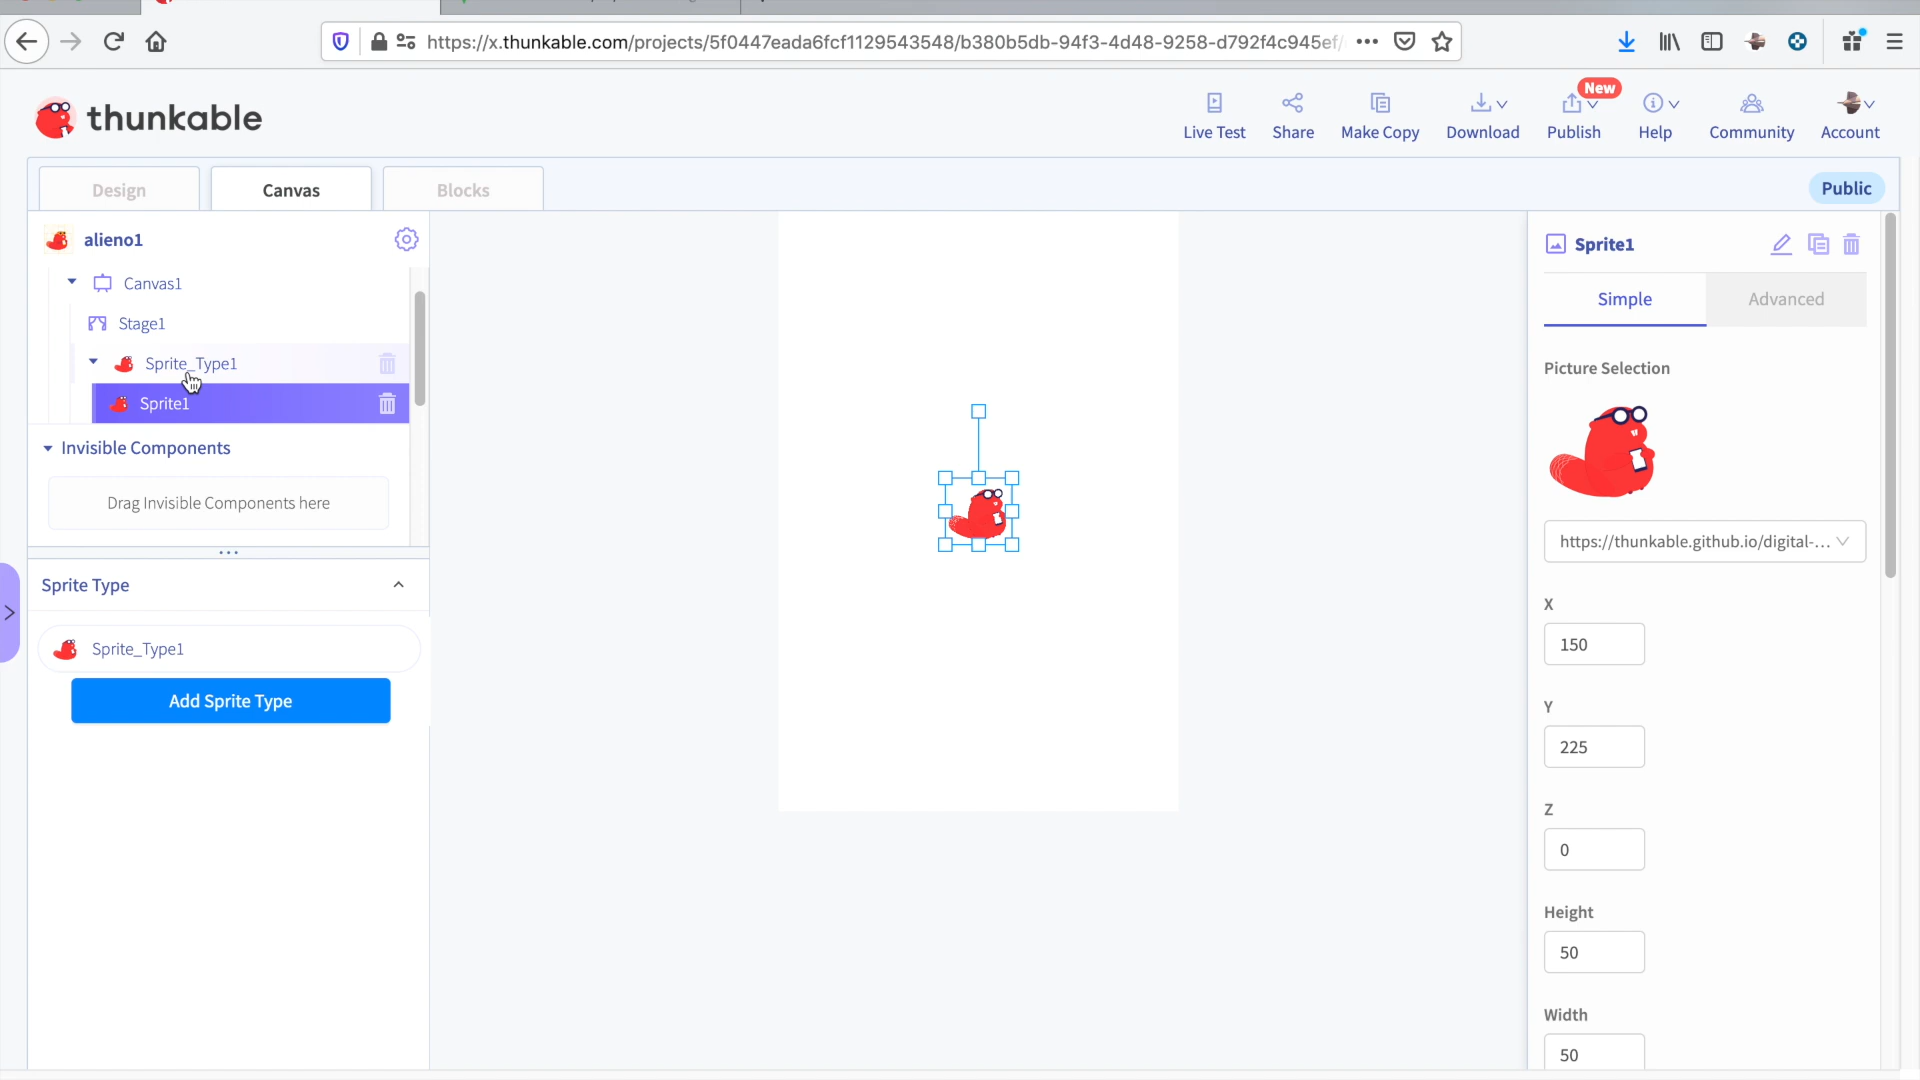 https://x.thunkable.com/projects/5f0447eada6fcf1129543548/b380b5db-94f3-4d48-9258-d792f4c945ef/
thunkable
New
Live Test
Share
Make Copy
Download
Publish
Help
Community
Account
Design
Canvas
Blocks
Public
alieno1
Canvas1
Stage1
Sprite_Type1
Sprite1
Invisible Components
Drag Invisible Components here
Sprite Type
Sprite_Type1
Add Sprite Type
Sprite1
Simple
Advanced
Picture Selection
https://thunkable.github.io/digital-...
X
150
Y
225
Z
0
Height
50
Width
50